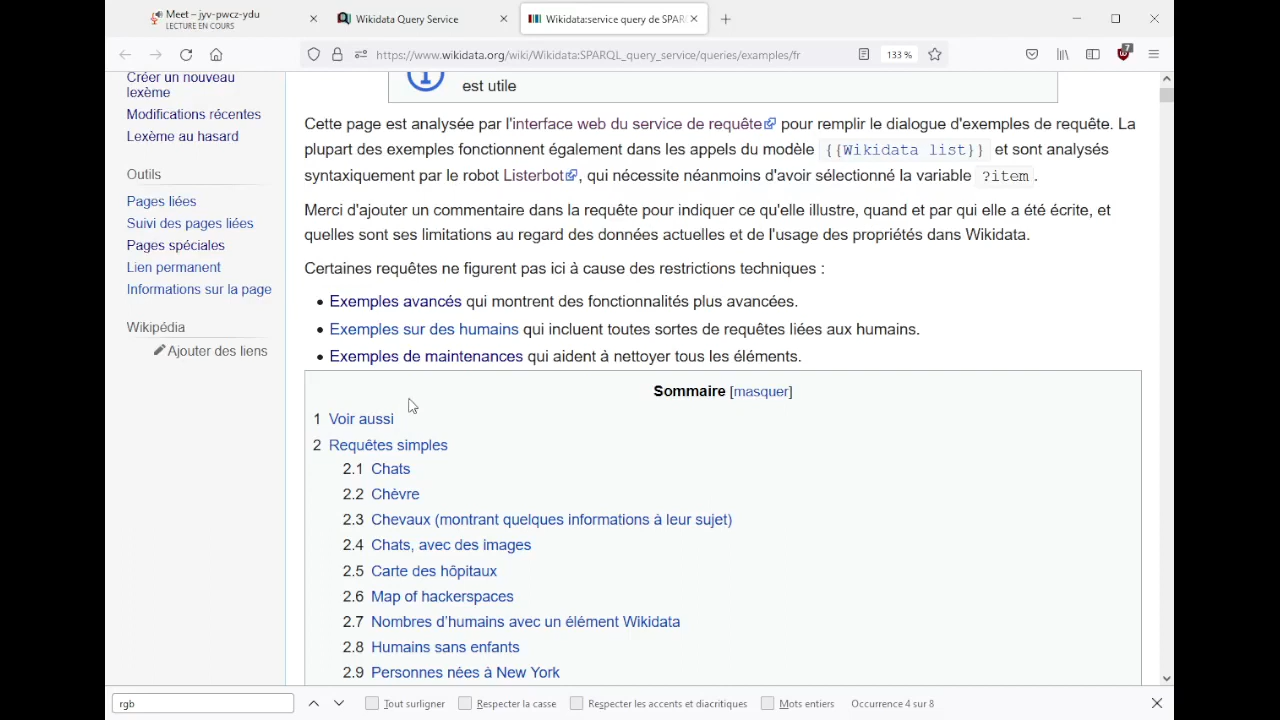 Meet – jyv-pwcz-ydu
LECTURE EN COURS
Wikidata Query Service
Wikidata:service query de SPAR
https://www.wikidata.org/wiki/Wikidata:SPARQL_query_service/queries/examples/fr
133 %
7
Créer un nouveau
lexème
Modifications récentes
Lexème au hasard
Outils
Pages liées
Suivi des pages liées
Pages spéciales
Lien permanent
Informations sur la page
Wikipédia
Ajouter des liens
est utile
Cette page est analysée par l'interface web du service de requête pour remplir le dialogue d'exemples de requête. La
plupart des exemples fonctionnent également dans les appels du modèle {{Wikidata list}} et sont analysés
syntaxiquement par le robot Listerbot, qui nécessite néanmoins d'avoir sélectionné la variable ?item.
Merci d'ajouter un commentaire dans la requête pour indiquer ce qu'elle illustre, quand et par qui elle a été écrite, et
quelles sont ses limitations au regard des données actuelles et de l'usage des propriétés dans Wikidata.
Certaines requêtes ne figurent pas ici à cause des restrictions techniques :
• Exemples avancés qui montrent des fonctionnalités plus avancées.
• Exemples sur des humains qui incluent toutes sortes de requêtes liées aux humains.
• Exemples de maintenances qui aident à nettoyer tous les éléments.
Sommaire [masquer]
1 Voir aussi
2 Requêtes simples
2.1 Chats
2.2 Chèvre
2.3 Chevaux (montrant quelques informations à leur sujet)
2.4 Chats, avec des images
2.5 Carte des hôpitaux
2.6 Map of hackerspaces
2.7 Nombres d'humains avec un élément Wikidata
2.8 Humains sans enfants
2.9 Personnes nées à New York
rgb
Tout surligner
Respecter la casse
Respecter les accents et diacritiques
Mots entiers
Occurrence 4 sur 8